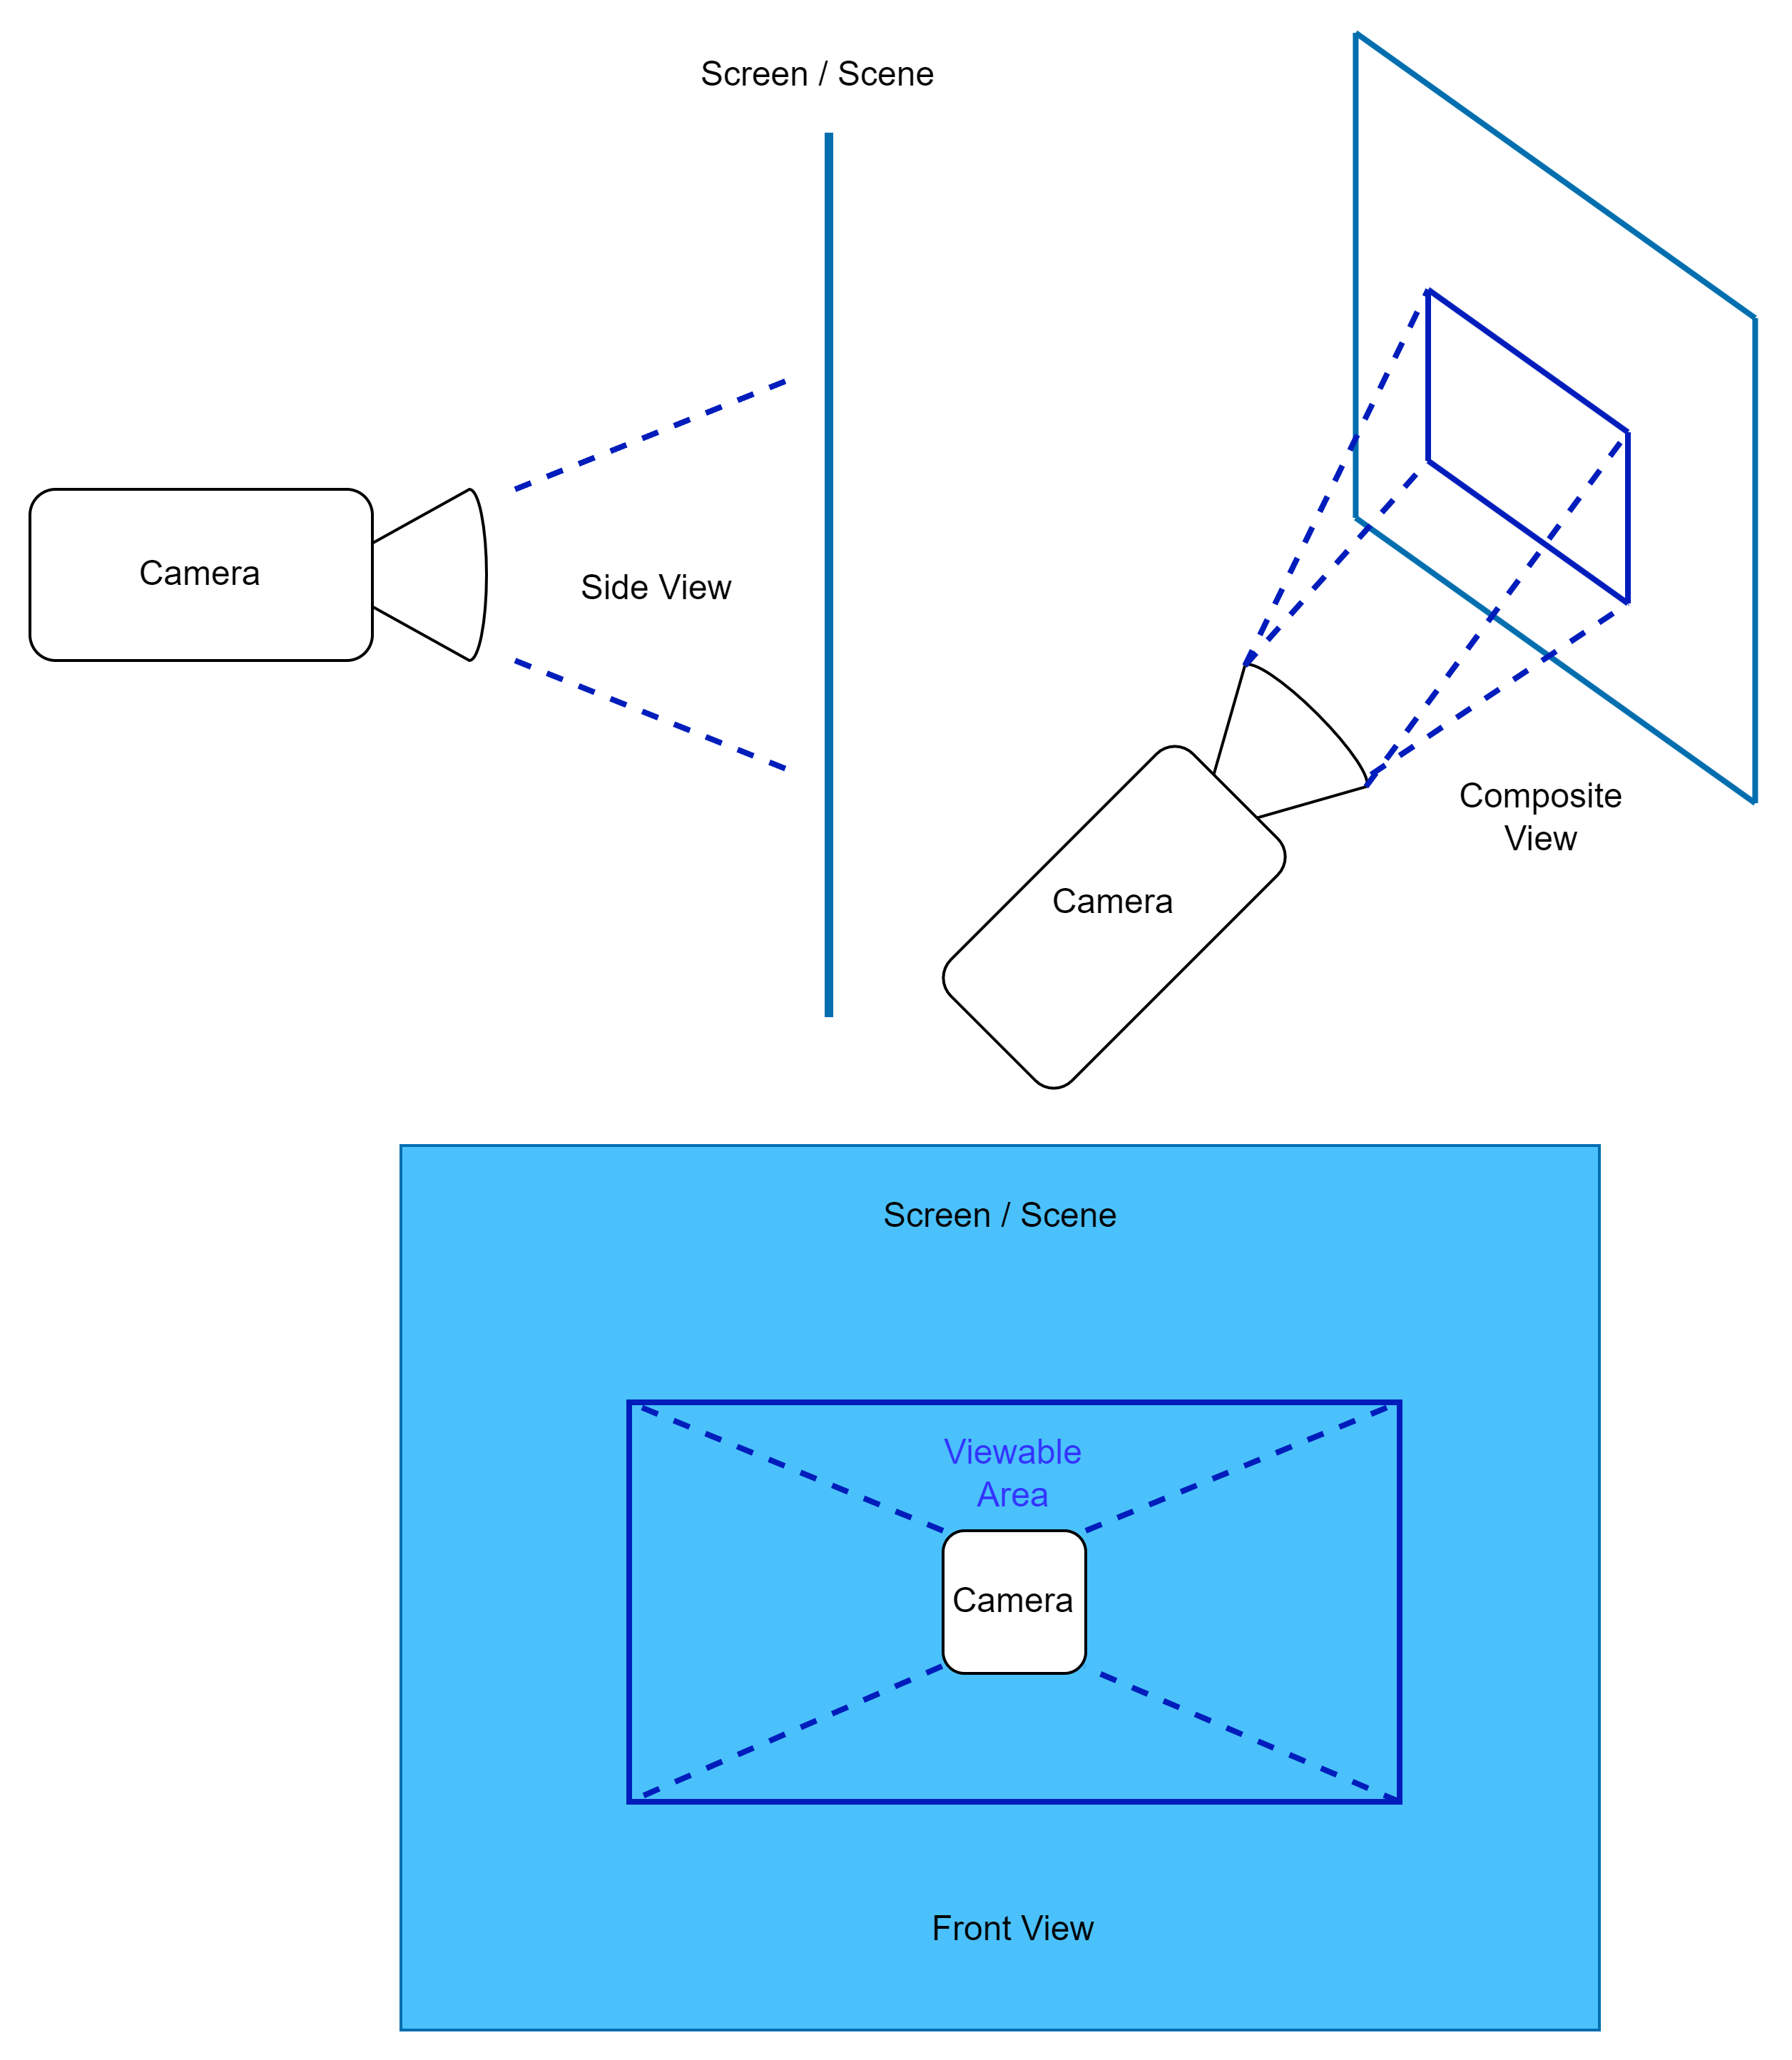 Screen / Scene
Camera
Side View
Composite
View
Camera
Screen / Scene
Viewable
Area
Camera
Front View